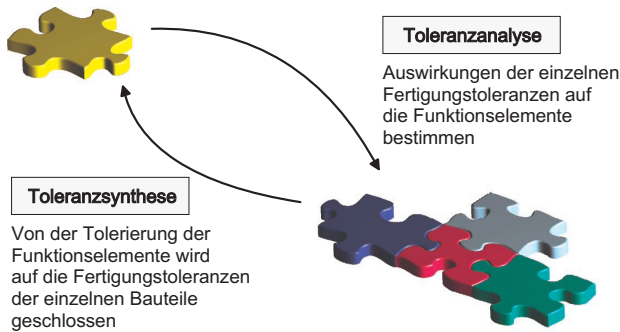 Toleranzanalyse
Auswirkungen der einzelnen
Fertigungstoleranzen auf
die Funktionselemente
bestimmen
Toleranzsynthese
Von der Tolerierung der
Funktionselemente wird
auf die Fertigungstoleranzen
der einzelnen Bauteile
geschlossen